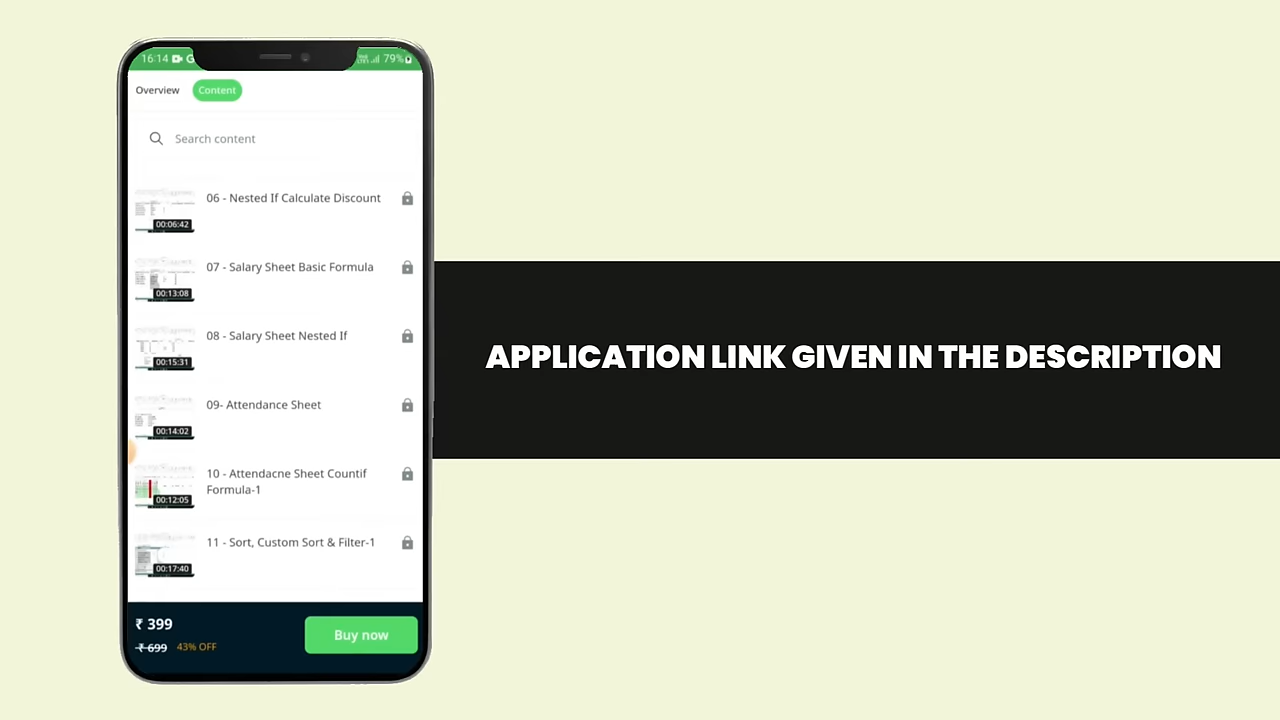 16:14
79%
Overview
Content
Search content
06 - Nested If Calculate Discount
00:06:42
07 - Salary Sheet Basic Formula
00:13:08
08 - Salary Sheet Nested If
00:15:31
09- Attendance Sheet
00:14:02
10 - Attendacne Sheet Countif
Formula-1
00:12:05
11 - Sort, Custom Sort & Filter-1
00:17:40
₹ 399
₹ 699 43% OFF
Buy now
APPLICATION LINK GIVEN IN THE DESCRIPTION